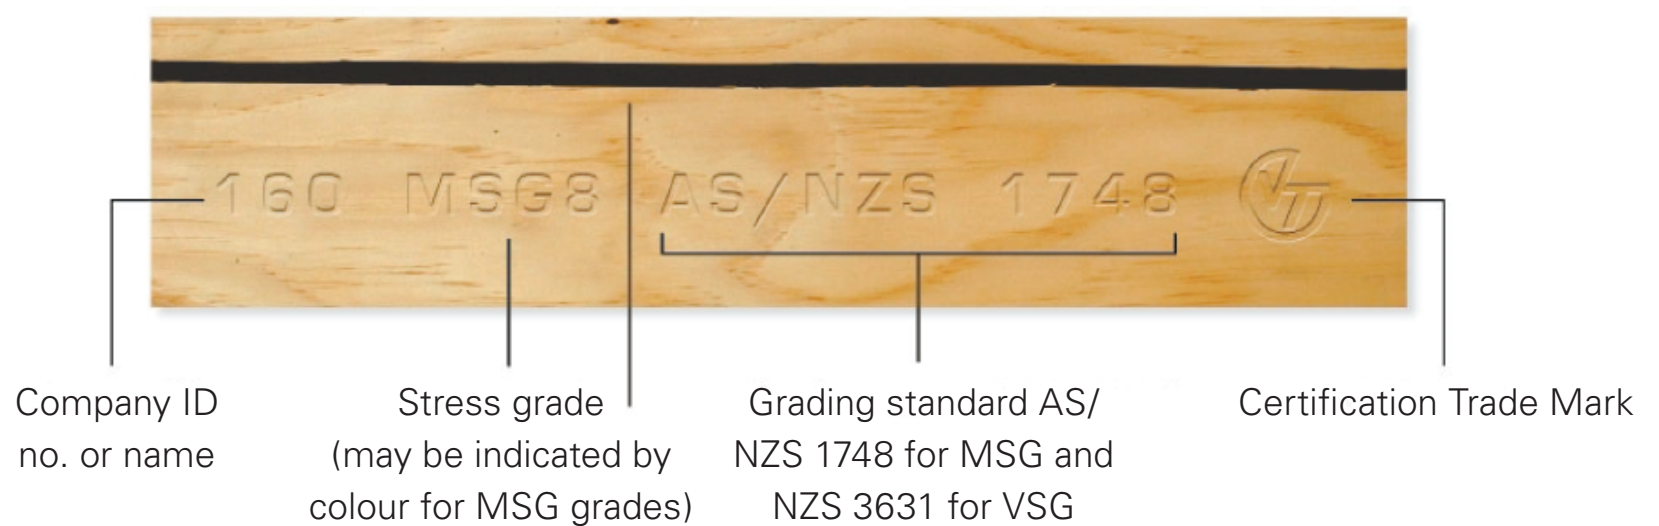 160 MSG8 AS/NZS 1748 VT
Company ID
no. or name
Stress grade
(may be indicated by
colour for MSG grades)
Grading standard AS/
NZS 1748 for MSG and
NZS 3631 for VSG
Certification Trade Mark